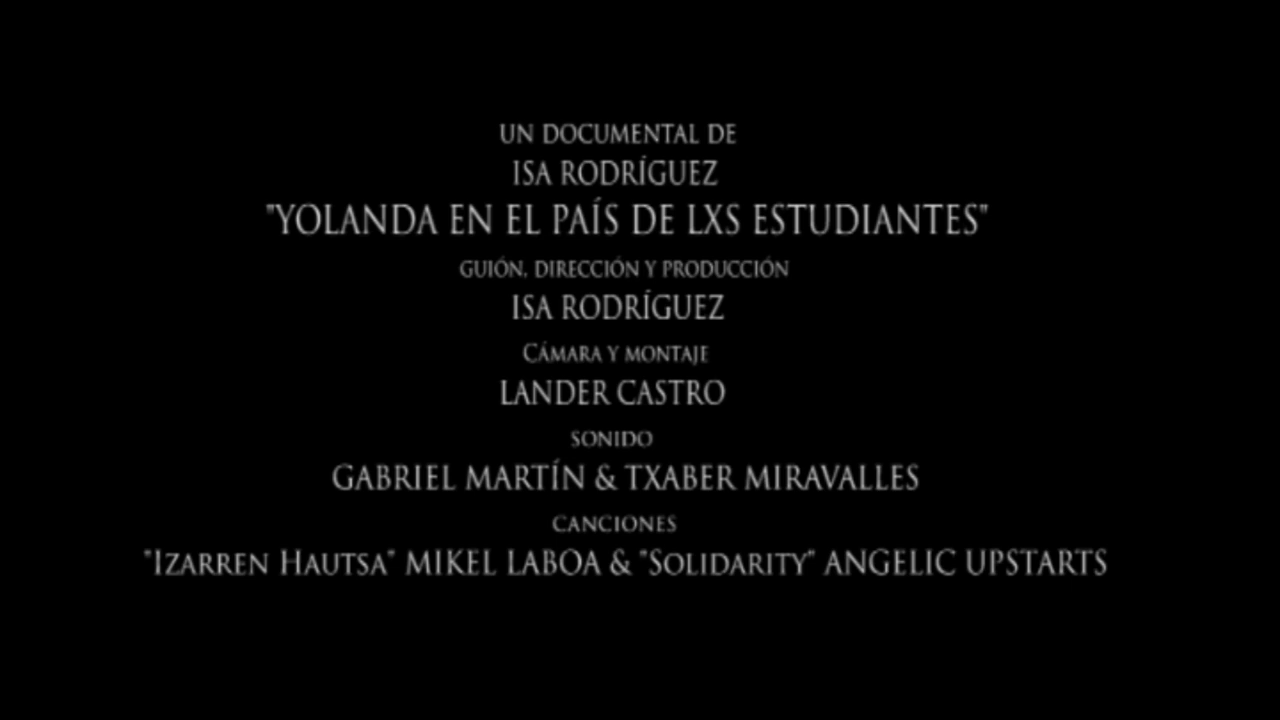 UN DOCUMENTAL DE
ISA RODRÍGUEZ
"YOLANDA EN EL PAÍS DE LXS ESTUDIANTES"
GUIÓN, DIRECCIÓN Y PRODUCCIÓN
ISA RODRÍGUEZ
CÁMARA Y MONTAJE
LANDER CASTRO
SONIDO
GABRIEL MARTÍN & TXABER MIRAVALLES
CANCIONES
"IZARREN HAUTSA" MIKEL LABOA & "SOLIDARITY" ANGELIC UPSTARTS